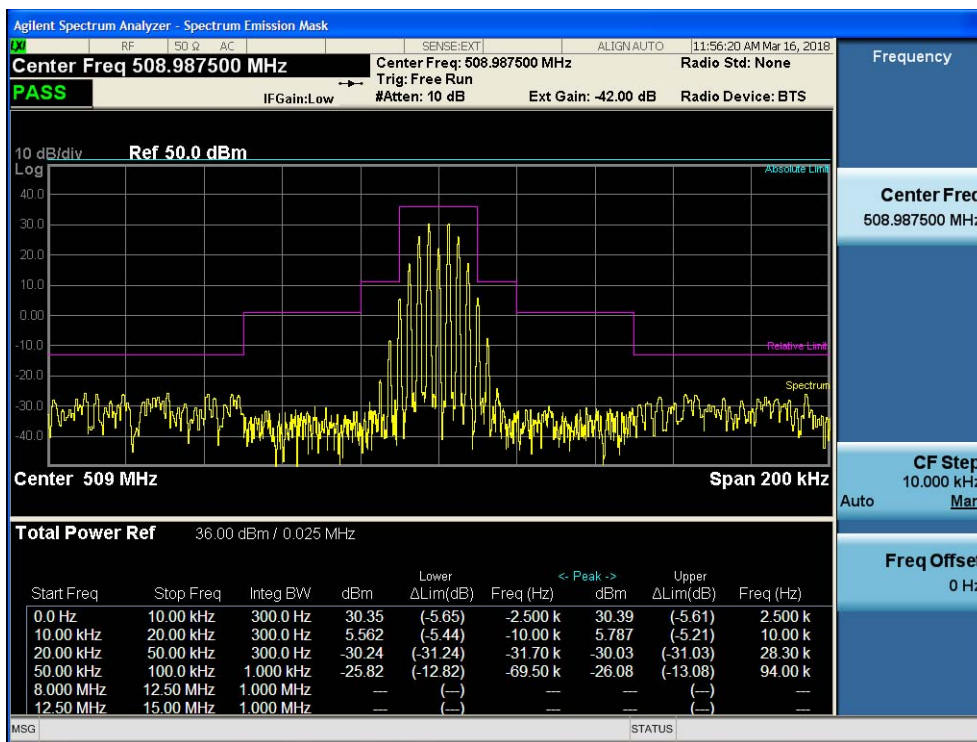 Agilent Spectrum Analyzer - Spectrum Emission Mask
LXI RF 50 Ω AC SENSE:EXT ALIGN AUTO 11:56:20 AM Mar 16, 2018
Center Freq 508.987500 MHz Center Freq: 508.987500 MHz Radio Std: None Frequency
Trig: Free Run
PASS IFGain:Low #Atten: 10 dB Ext Gain: -42.00 dB Radio Device: BTS
10 dB/div Ref 50.0 dBm
Log Absolute Limit
40.0
30.0
20.0
10.0
0.00
-10.0 Relative Limit
-20.0 Spectrum
-30.0
-40.0
Center 509 MHz Span 200 kHz
Center Freq
508.987500 MHz
CF Step
10.000 kHz
Auto Man
Freq Offset
0 Hz
Total Power Ref 36.00 dBm / 0.025 MHz
Lower <- Peak -> Upper
Start Freq Stop Freq Integ BW dBm ΔLim(dB) Freq (Hz) dBm ΔLim(dB) Freq (Hz)
0.0 Hz 10.00 kHz 300.0 Hz 30.35 (-5.65) -2.500 k 30.39 (-5.61) 2.500 k
10.00 kHz 20.00 kHz 300.0 Hz 5.562 (-5.44) -10.00 k 5.787 (-5.21) 10.00 k
20.00 kHz 50.00 kHz 300.0 Hz -30.24 (-31.24) -31.70 k -30.03 (-31.03) 28.30 k
50.00 kHz 100.0 kHz 1.000 kHz -25.82 (-12.82) -69.50 k -26.08 (-13.08) 94.00 k
8.000 MHz 12.50 MHz 1.000 MHz --- (---) --- --- (---) ---
12.50 MHz 15.00 MHz 1.000 MHz --- (---) --- --- (---) ---
MSG STATUS